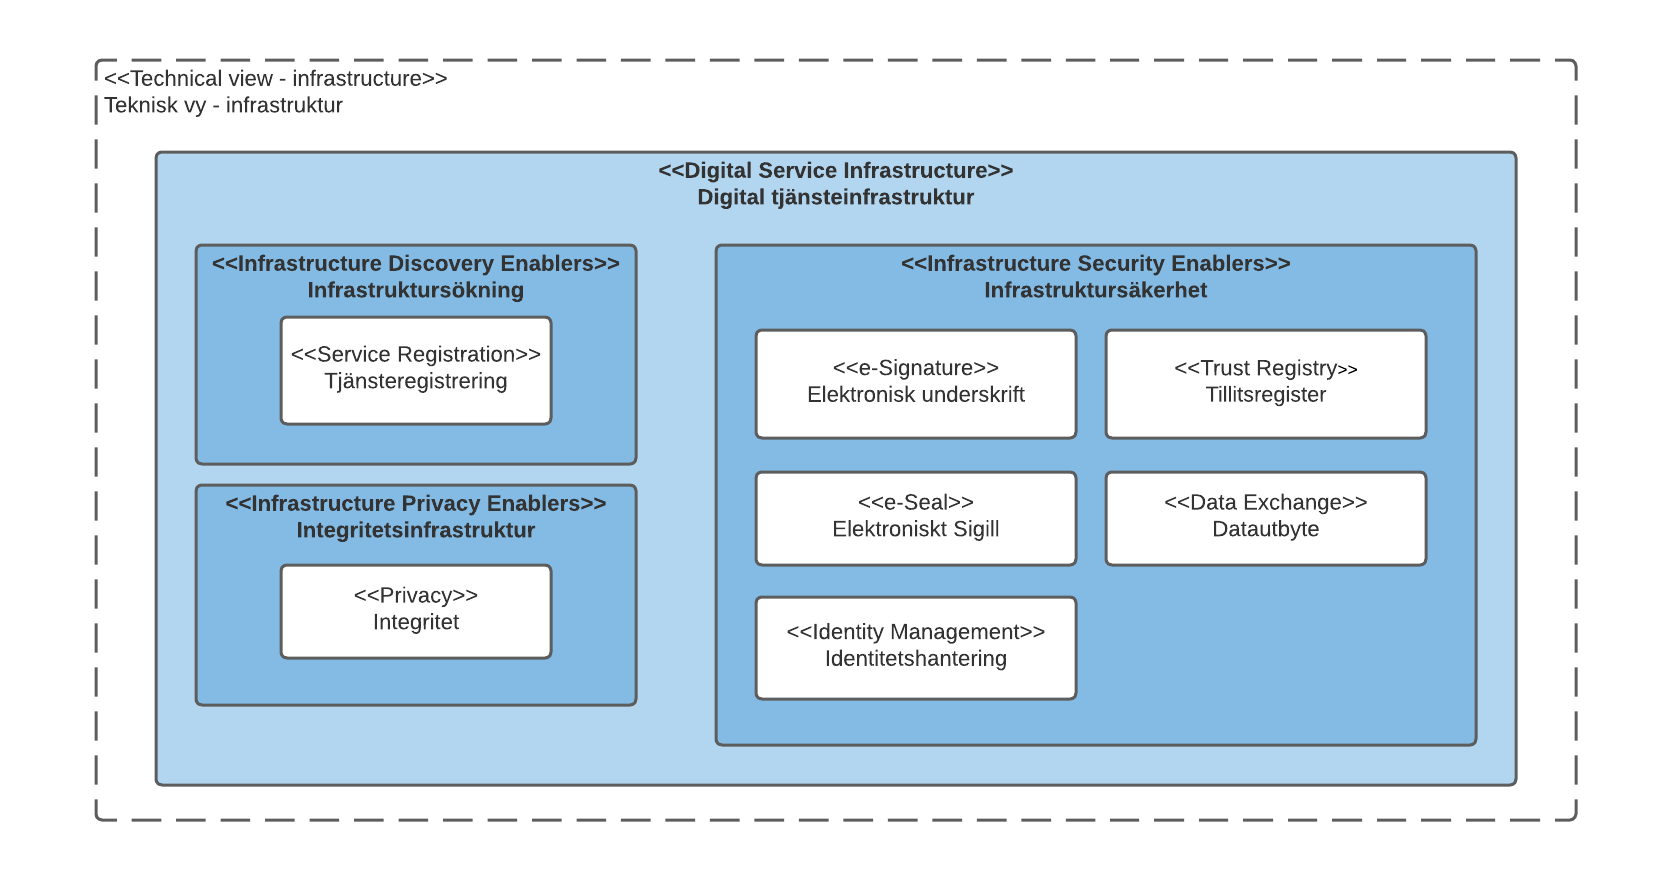 <<Technical view - infrastructure>>
Teknisk vy - infrastruktur
<<Digital Service Infrastructure>>
Digital tjänsteinfrastruktur
<<Infrastructure Discovery Enablers>>
Infrastruktursökning
<<Service Registration>>
Tjänsteregistrering
<<Infrastructure Privacy Enablers>>
Integritetsinfrastruktur
<<Privacy>>
Integritet
<<Infrastructure Security Enablers>>
Infrastruktursäkerhet
<<e-Signature>>
Elektronisk underskrift
<<Trust Registry>>
Tillitsregister
<<e-Seal>>
Elektroniskt Sigill
<<Data Exchange>>
Datautbyte
<<Identity Management>>
Identitetshantering